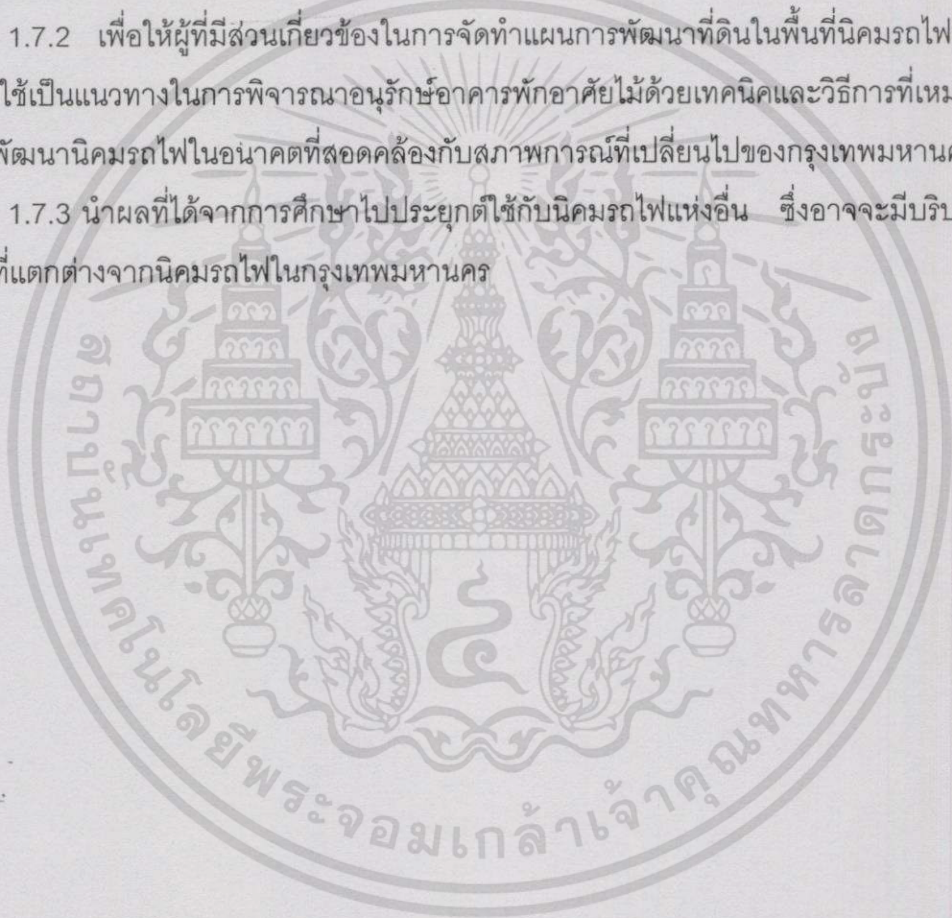 1.7.2 เพื่อให้ผู้ที่มีส่วนเกี่ยวข้องในการจัดทำแผนการพัฒนาที่ดินในพื้นที่นิคมรถไฟ
ใช้เป็นแนวทางในการพิจารณาอนุรักษ์อาคารพักอาศัยไม้ด้วยเทคนิคและวิธีการที่เหม
พัฒนานิคมรถไฟในอนาคตที่สอดคล้องกับสภาพการณ์ที่เปลี่ยนไปของกรุงเทพมหานค
1.7.3 นำผลที่ได้จากการศึกษาไปประยุกต์ใช้กับนิคมรถไฟแห่งอื่น ซึ่งอาจจะมีบริบ
ที่แตกต่างจากนิคมรถไฟในกรุงเทพมหานคร
สถาบันเทคโนโลยีพระจอมเกล้าเจ้าคุณทหารลาดกระบัง